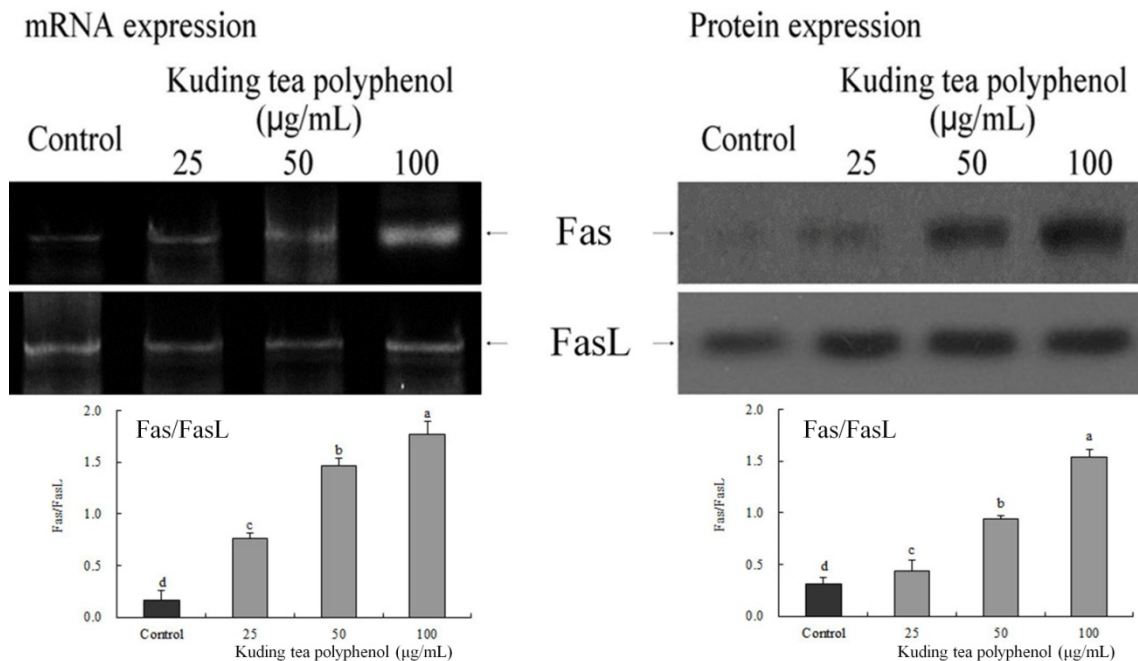 mRNA expression
Kuding tea polyphenol
(μg/mL)
Control
25 50 100
Protein expression
Kuding tea polyphenol
(μg/mL)
Control
25 50 100
Fas
FasL
Fas/FasL
Fas/FasL
2.0
1.5
1.0
0.5
0.0
d
c
b
a
Control 25 50 100
Kuding tea polyphenol (μg/mL)
Fas/FasL
Fas/FasL
2.0
1.5
1.0
0.5
0.0
d
c
b
a
Control 25 50 100
Kuding tea polyphenol (μg/mL)